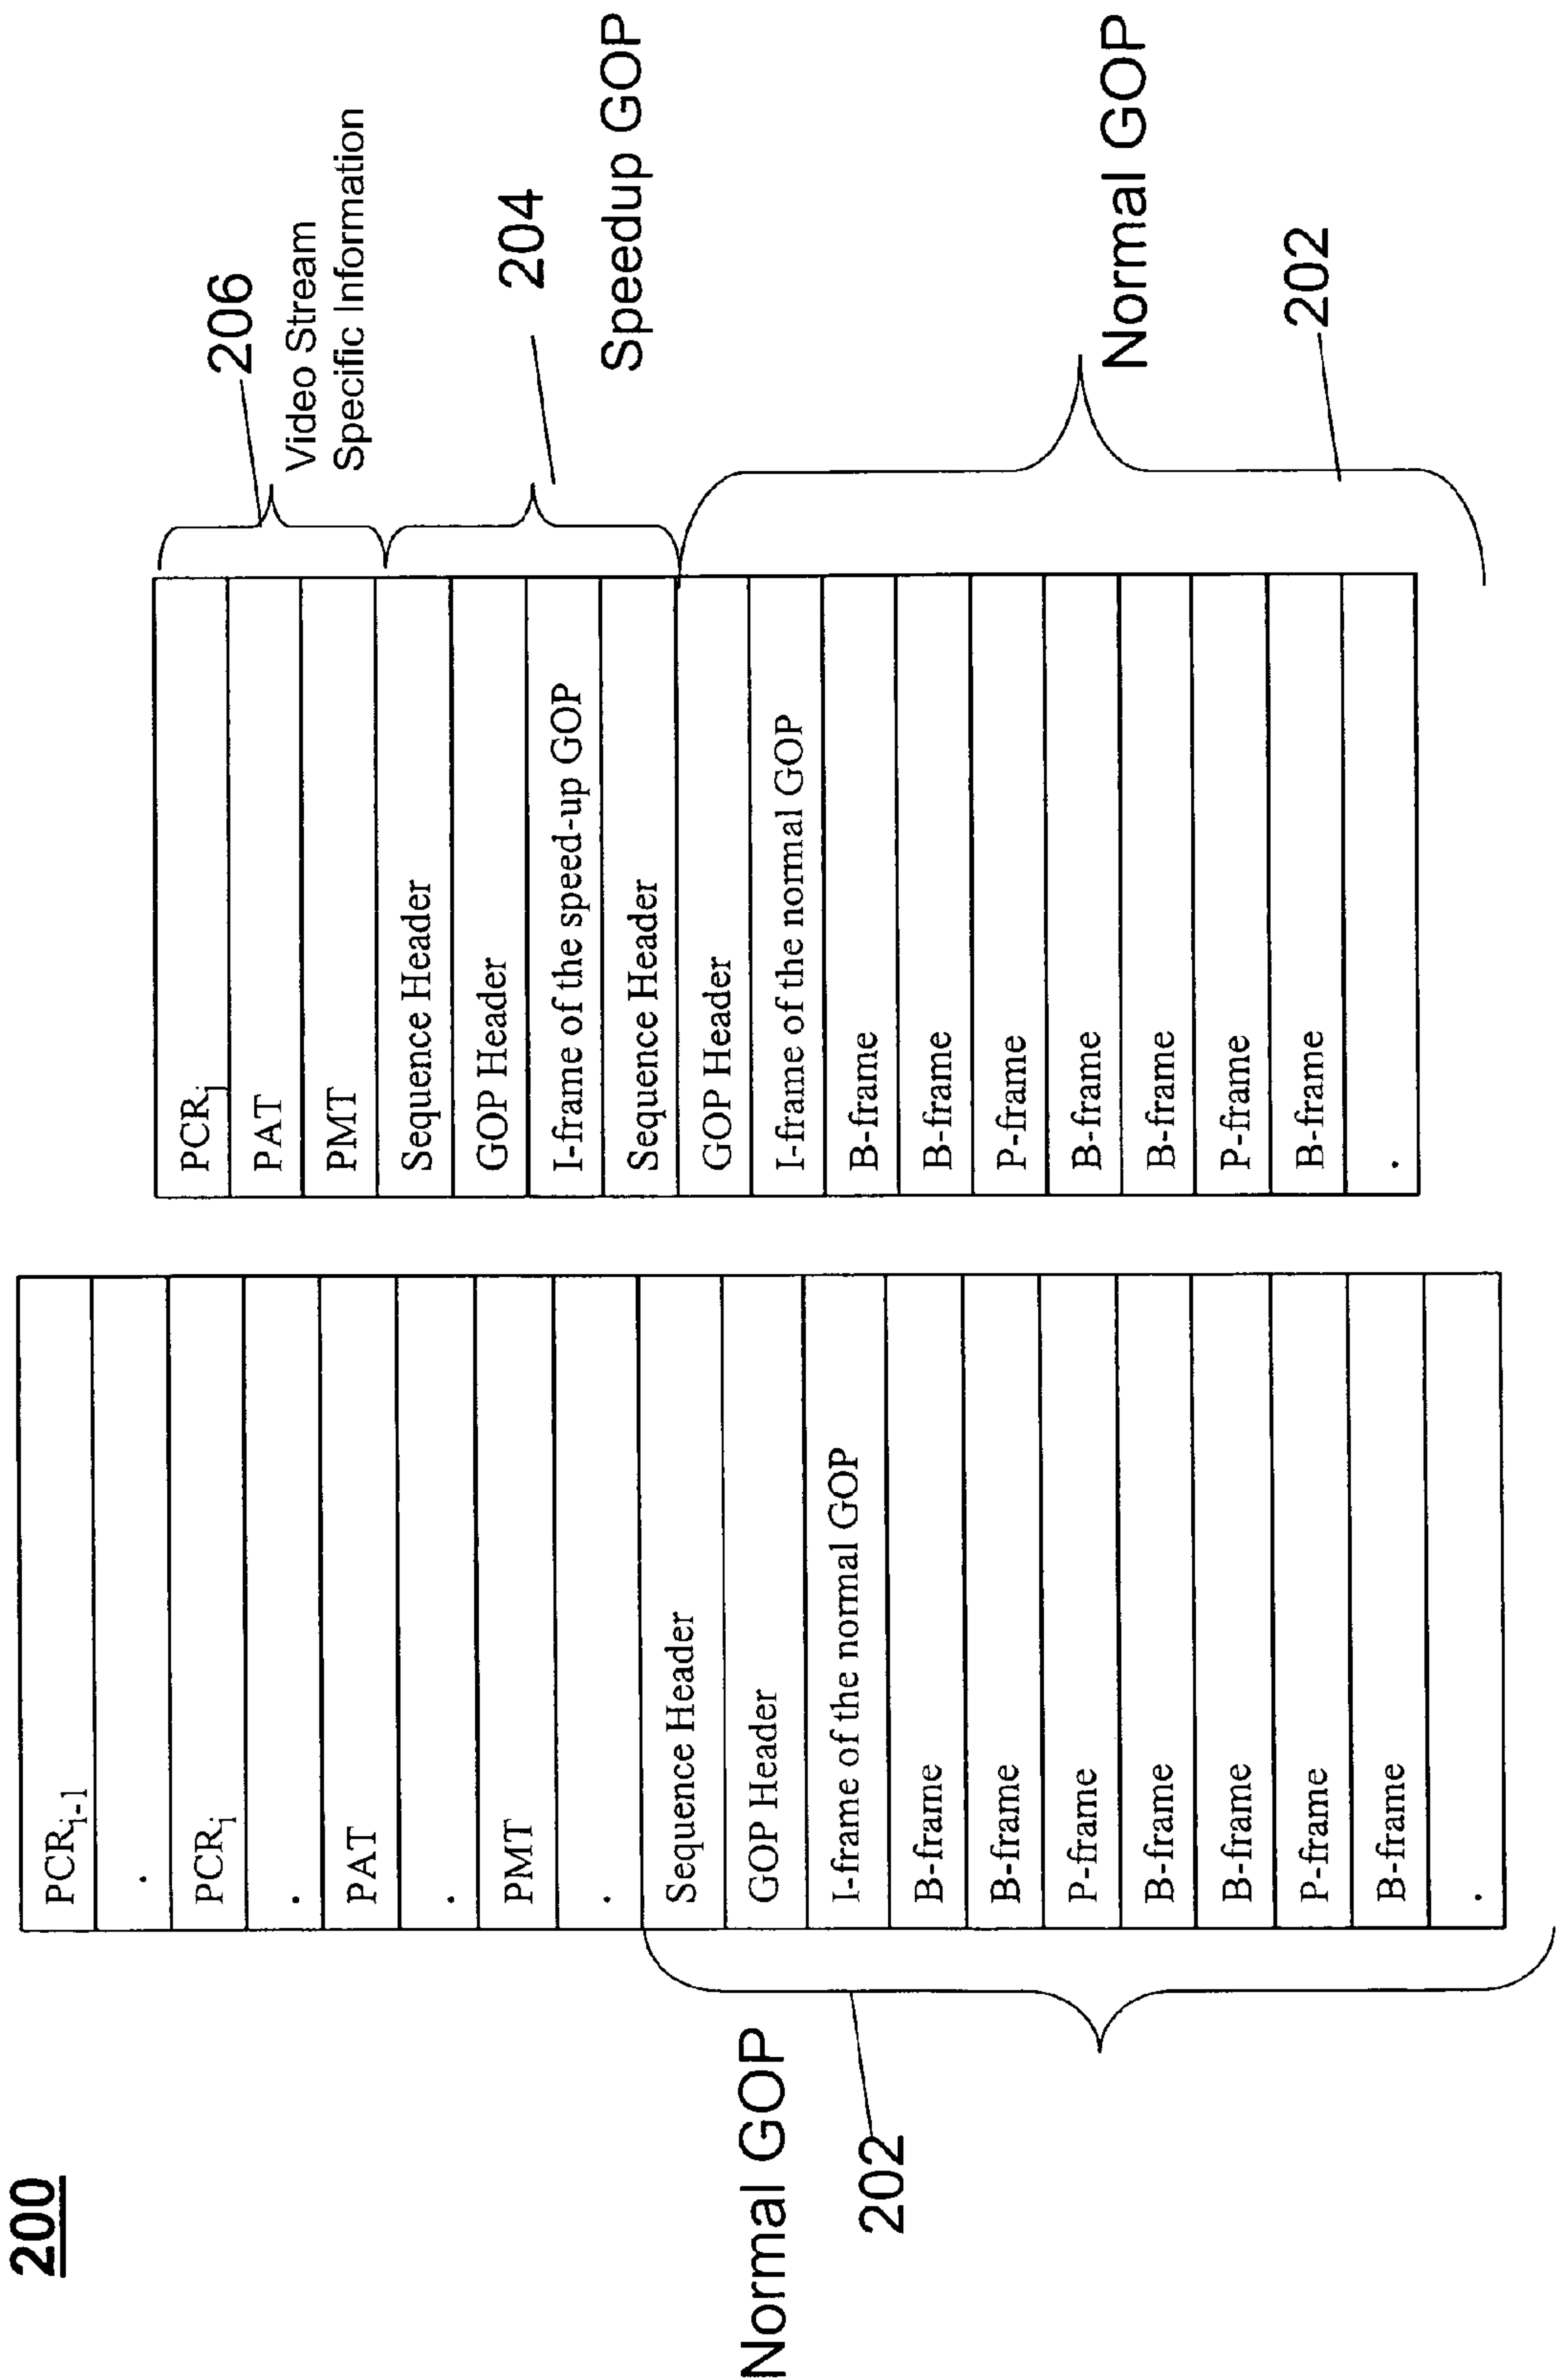 200
Normal GOP
202
PCR i-1
.
PCR i
.
PAT
.
PMT
.
Sequence Header
GOP Header
I-frame of the normal GOP
B-frame
B-frame
P-frame
B-frame
B-frame
P-frame
B-frame
.
PCR j
PAT
PMT
Sequence Header
GOP Header
I-frame of the speed-up GOP
Sequence Header
GOP Header
I-frame of the normal GOP
B-frame
B-frame
P-frame
B-frame
B-frame
P-frame
B-frame
.
206
Video Stream
Specific Information
204
Speedup GOP
Normal GOP
202